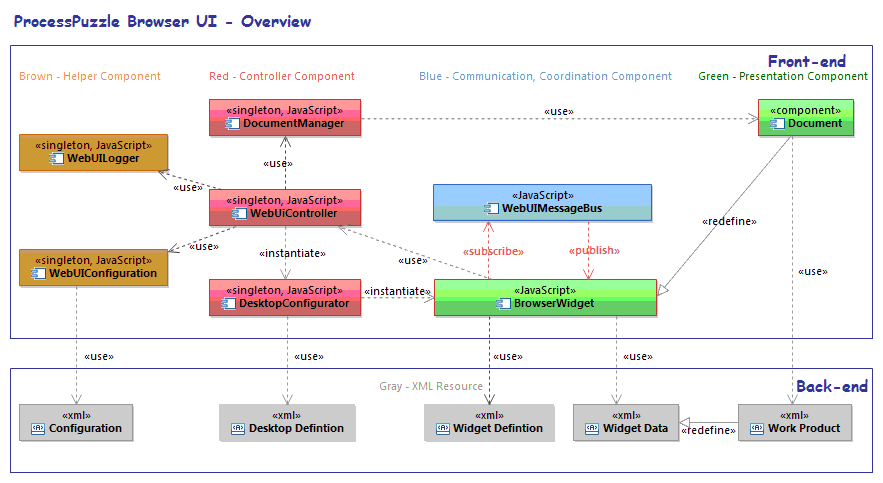 ProcessPuzzle Browser UI - Overview
Front-end
Brown - Helper Component
Red - Controller Component
Blue - Communication, Coordination Component
Green - Presentation Component
«singleton, JavaScript»
DocumentManager
«use»
«component»
Document
«singleton, JavaScript»
WebUILogger
«use»
«use»
«singleton, JavaScript»
WebUiController
«JavaScript»
WebUIMessageBus
«redefine»
«use»
«instantiate»
«use»
«subscribe»
«publish»
«singleton, JavaScript»
WebUIConfiguration
«use»
«singleton, JavaScript»
DesktopConfigurator
«instantiate»
«JavaScript»
BrowserWidget
«use»
«use»
«use»
«use»
Back-end
Gray - XML Resource
«xml»
Configuration
«xml»
Desktop Defintion
«xml»
Widget Defintion
«xml»
Widget Data
«redefine»
«xml»
Work Product